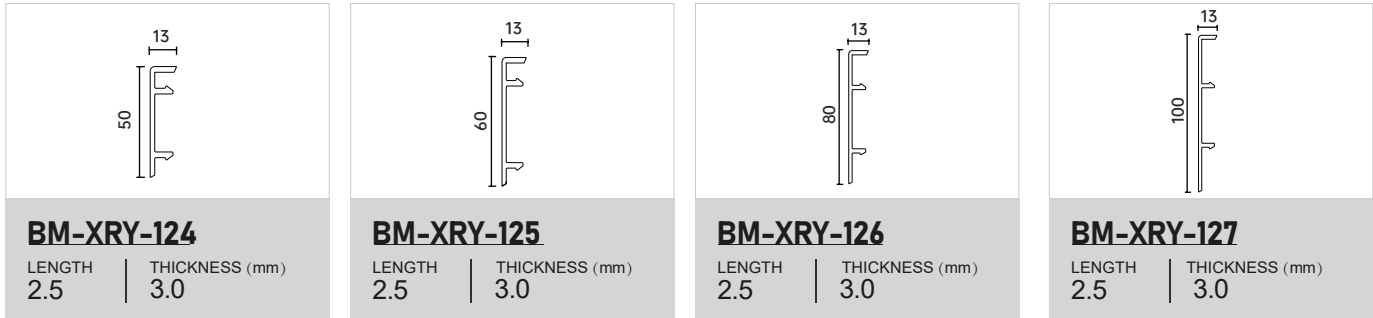 13
50
BM-XRY-124
LENGTH THICKNESS (mm)
2.5 3.0
13
60
BM-XRY-125
LENGTH THICKNESS (mm)
2.5 3.0
13
80
BM-XRY-126
LENGTH THICKNESS (mm)
2.5 3.0
13
100
BM-XRY-127
LENGTH THICKNESS (mm)
2.5 3.0